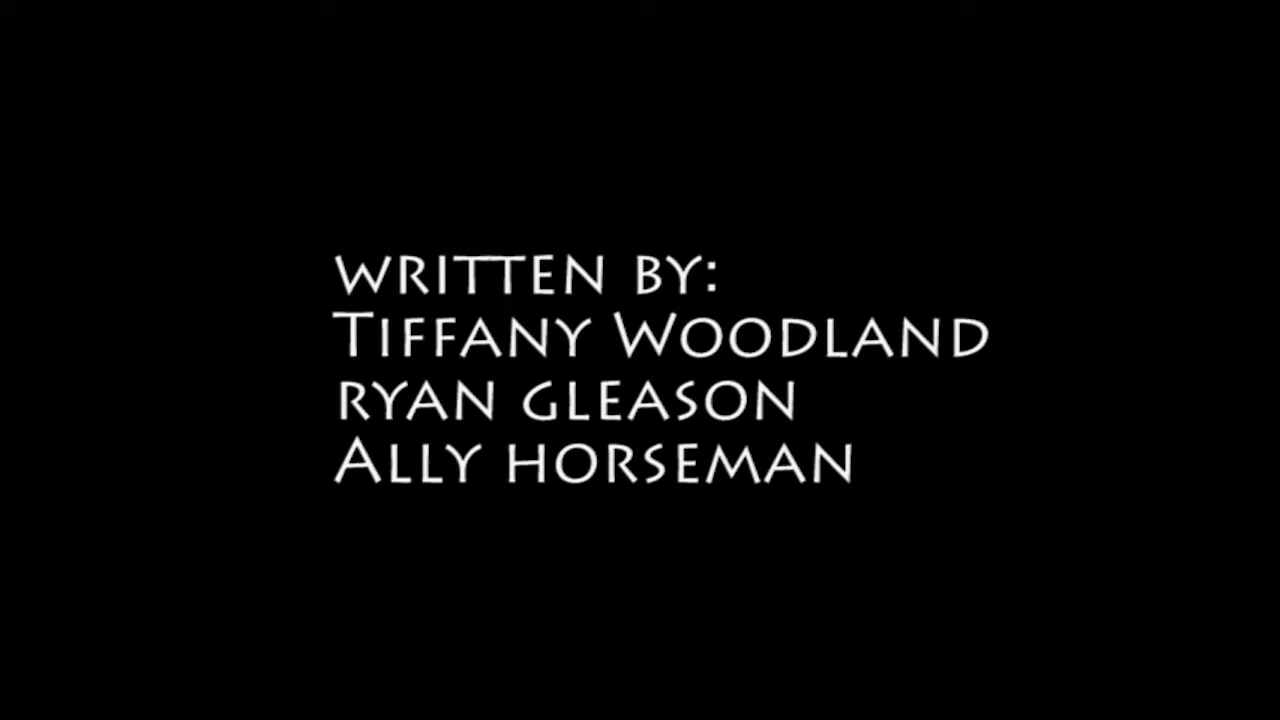 WRITTEN BY:
TIFFANY WOODLAND
RYAN GLEASON
ALLY HORSEMAN